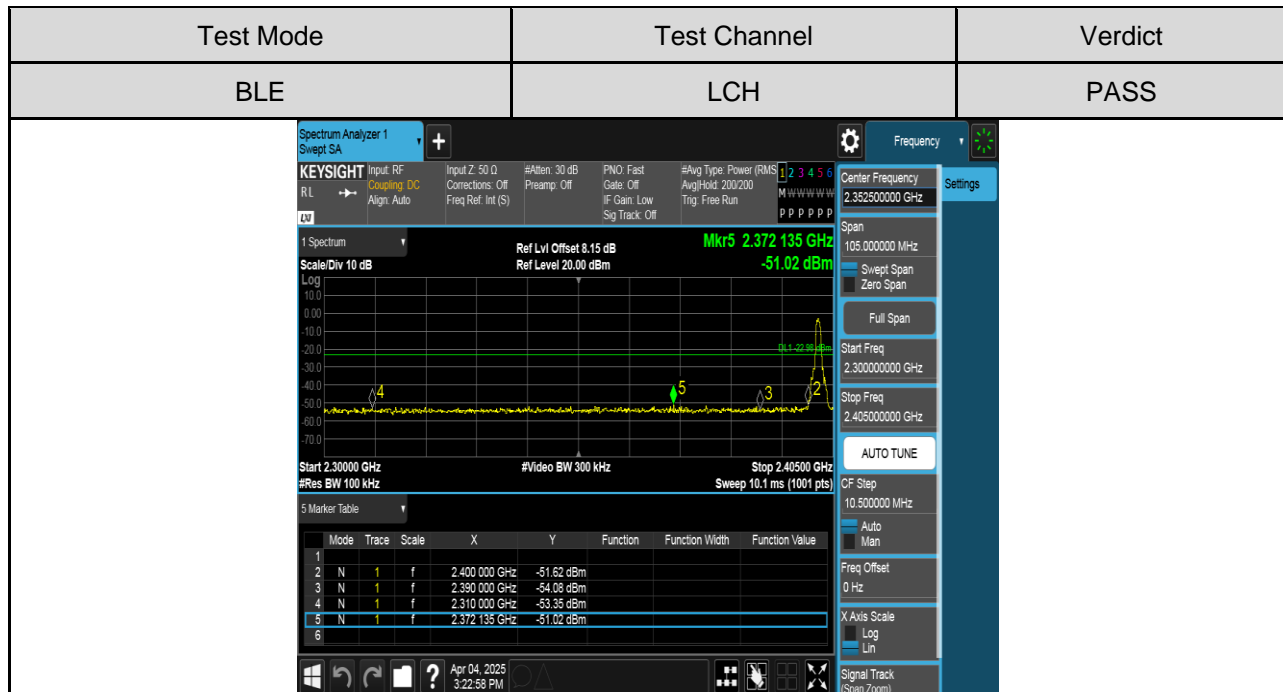 Test Mode Test Channel Verdict
BLE LCH PASS
Spectrum Analyzer 1
Swept SA
+
Frequency
KEYSIGHT Input: RF Input Z: 50 Ω #Atten: 30 dB PNO: Fast #Avg Type: Power (RMS 1 2 3 4 5 6
RL Coupling: DC Corrections: Off Preamp: Off Gate: Off Avg|Hold: 200/200 M W W W W W
Align: Auto Freq Ref: Int (S) IF Gain: Low Trig: Free Run
LXI Sig Track: Off P P P P P P
1 Spectrum
Ref Lvl Offset 8.15 dB Mkr5 2.372 135 GHz
Scale/Div 10 dB Ref Level 20.00 dBm -51.02 dBm
Log
10.0
0.00
-10.0
-20.0
DL1 -22.98 dBm
-30.0
-40.0
4 5 3 2
-50.0
-60.0
-70.0
Start 2.30000 GHz #Video BW 300 kHz Stop 2.40500 GHz
#Res BW 100 kHz Sweep 10.1 ms (1001 pts)
5 Marker Table
Mode Trace Scale X Y Function Function Width Function Value
1
2 N 1 f 2.400 000 GHz -51.62 dBm
3 N 1 f 2.390 000 GHz -54.08 dBm
4 N 1 f 2.310 000 GHz -53.35 dBm
5 N 1 f 2.372 135 GHz -51.02 dBm
6
?
Apr 04, 2025
3:22:58 PM
Center Frequency
2.352500000 GHz
Settings
Span
105.000000 MHz
Swept Span
Zero Span
Full Span
Start Freq
2.300000000 GHz
Stop Freq
2.405000000 GHz
AUTO TUNE
CF Step
10.500000 MHz
Auto
Man
Freq Offset
0 Hz
X Axis Scale
Log
Lin
Signal Track
(Span Zoom)